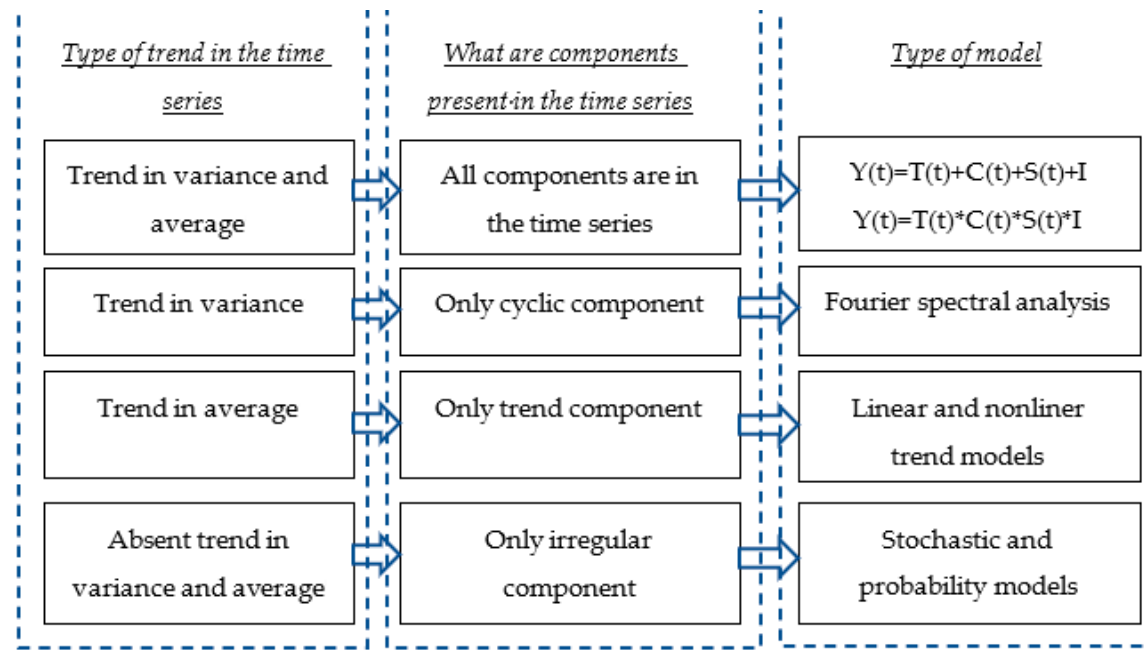 Type of trend in the time
series
What are components
present·in the time series
Type of model
Trend in variance and
average
All components are in
the time series
Y(t)=T(t)+C(t)+S(t)+I
Y(t)=T(t)*C(t)*S(t)*I
Trend in variance
Only cyclic component
Fourier spectral analysis
Trend in average
Only trend component
Linear and nonliner
trend models
Absent trend in
variance and average
Only irregular
component
Stochastic and
probability models